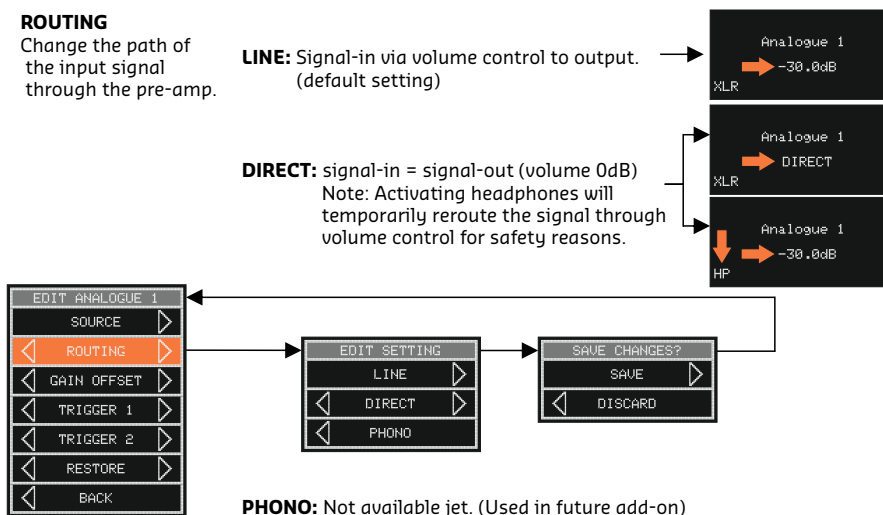 ROUTING
Change the path of
the input signal
through the pre-amp.
LINE: Signal-in via volume control to output.
(default setting)
Analogue 1
-30.0dB
XLR
DIRECT: signal-in = signal-out (volume 0dB)
Note: Activating headphones will
temporarily reroute the signal through
volume control for safety reasons.
Analogue 1
DIRECT
XLR
Analogue 1
-30.0dB
HP
EDIT ANALOGUE 1
SOURCE
ROUTING
GAIN OFFSET
TRIGGER 1
TRIGGER 2
RESTORE
BACK
EDIT SETTING
LINE
DIRECT
PHONO
SAVE CHANGES?
SAVE
DISCARD
PHONO: Not available jet. (Used in future add-on)